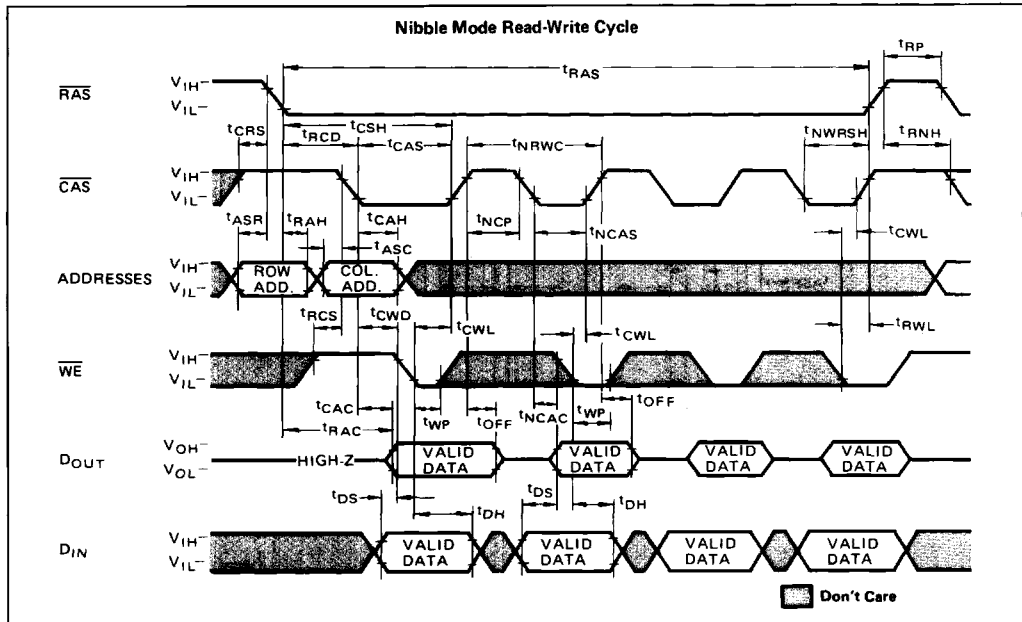 Nibble Mode Read-Write Cycle
tRP
tRAS
RAS
VIH-
VIL-
tCRS
tRCD
tCSH
tCAS
tNRWC
tNWRSH
tRNH
CAS
VIH-
VIL-
tASR
tRAH
tCAH
tASC
tNCP
tNCAS
tCWL
ADDRESSES
VIH-
VIL-
ROW
ADD.
COL.
ADD.
tRCS
tCWD
tCWL
tCWL
tRWL
WE
VIH-
VIL-
tCAC
tRAC
tWP
tOFF
tNCAC
tWP
tOFF
DOUT
VOH-
VOL-
HIGH-Z
VALID
DATA
VALID
DATA
VALID
DATA
VALID
DATA
tDS
tDH
tDS
tDH
DIN
VIH-
VIL-
VALID
DATA
VALID
DATA
VALID
DATA
VALID
DATA
Don't Care